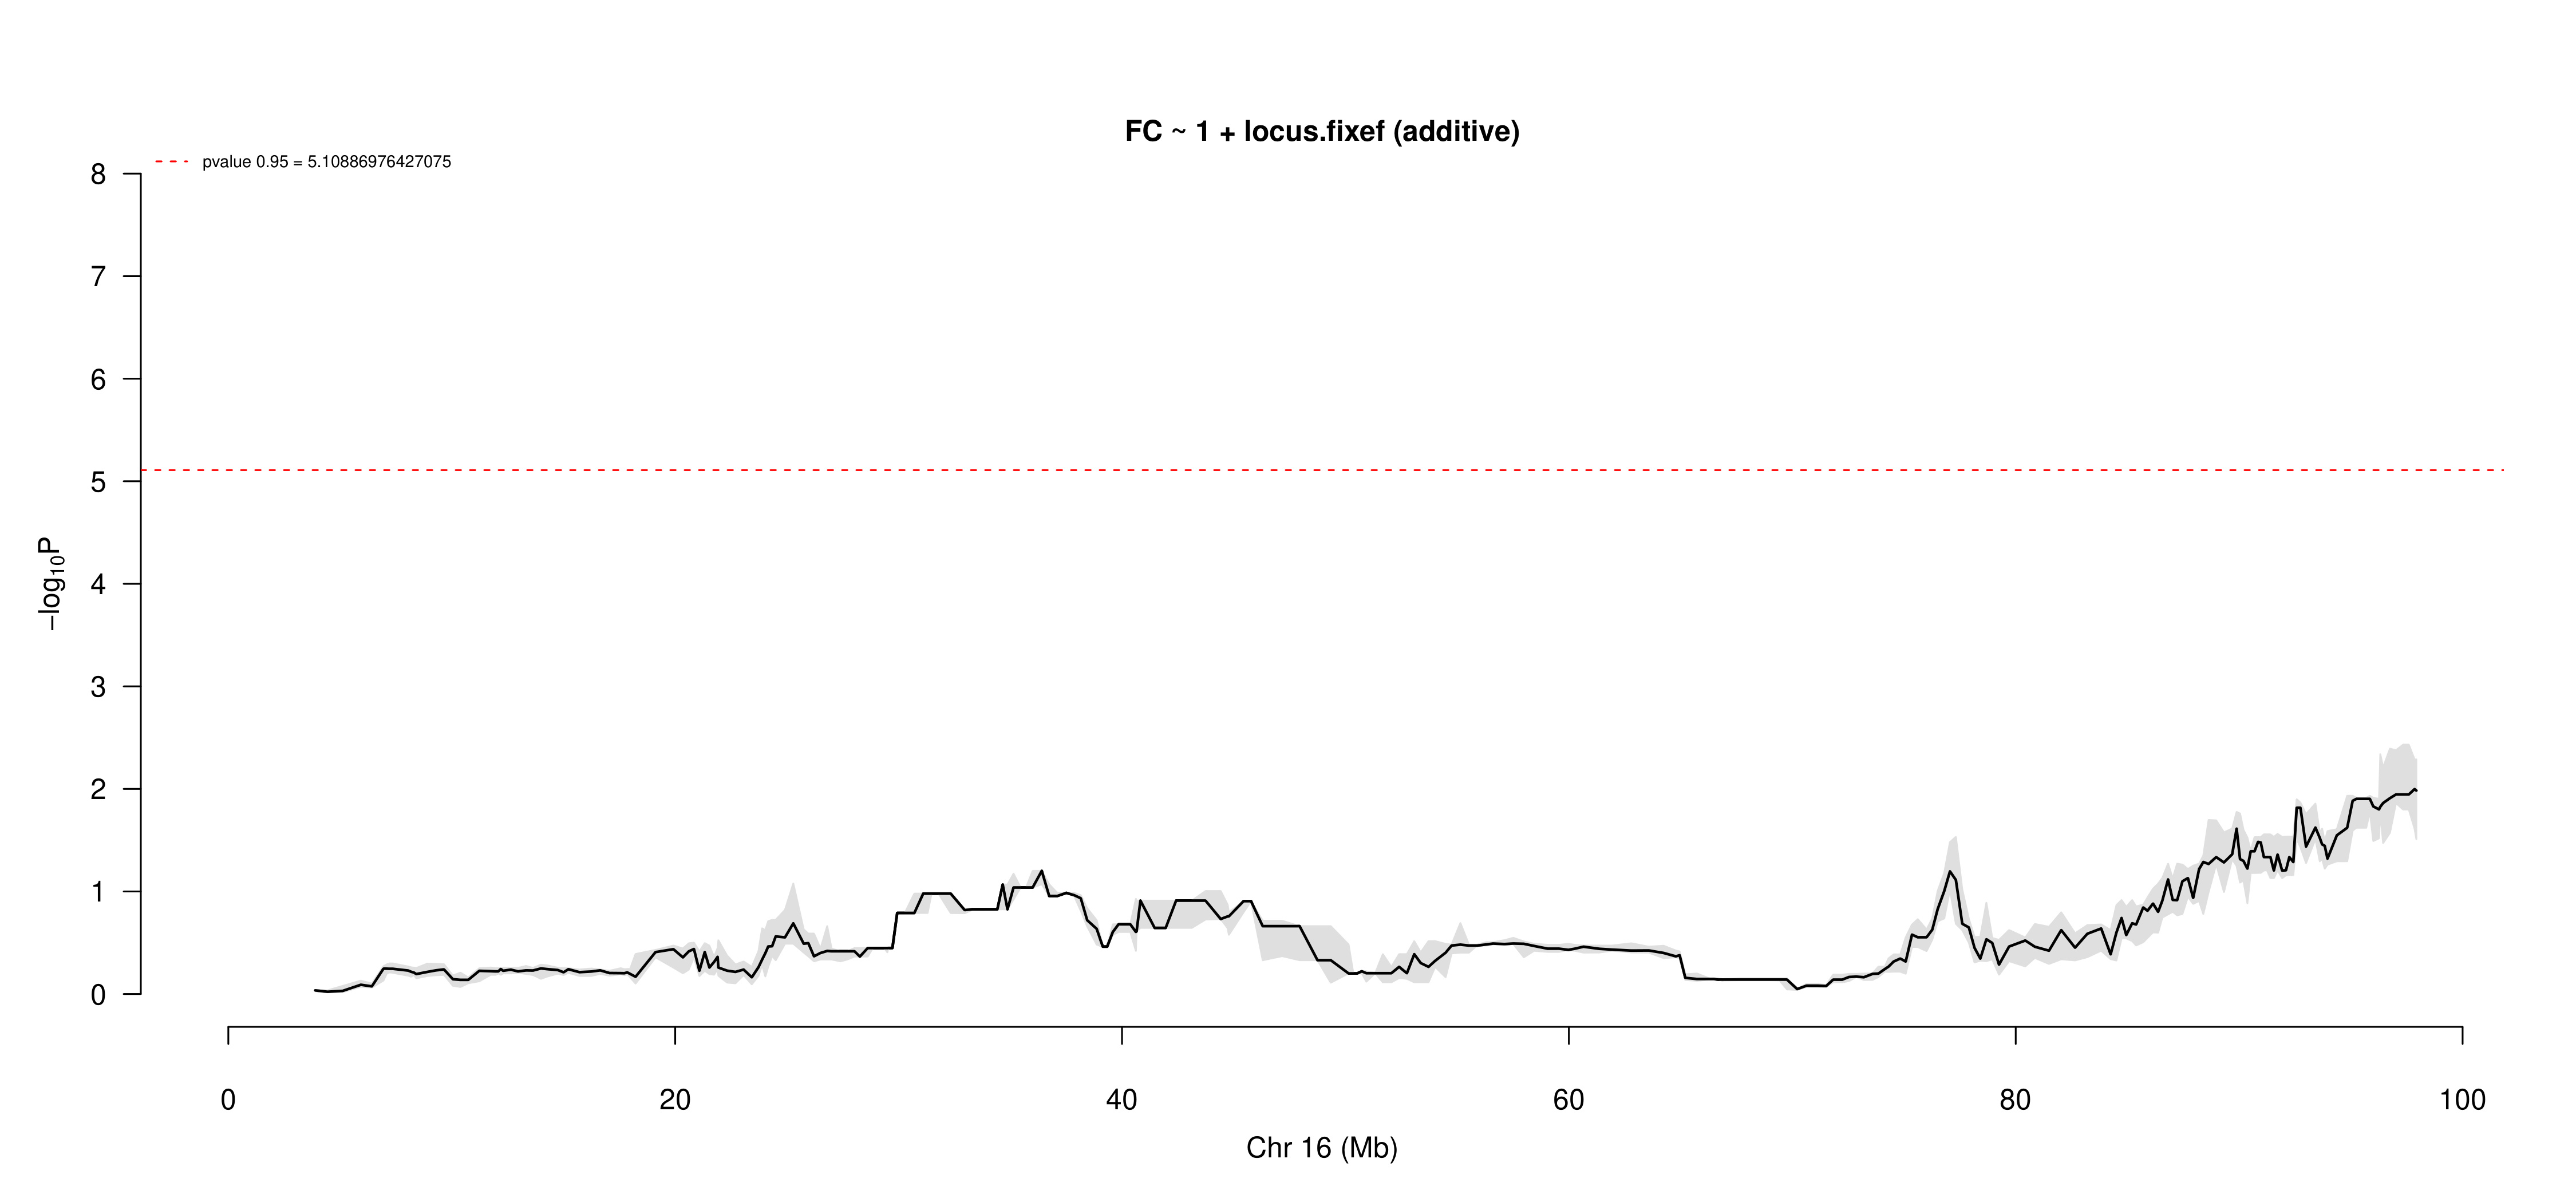 FC ~ 1 + locus.fixef (additive)
pvalue 0.95 = 5.10886976427075
8
7
6
5
4
3
2
1
0
−log10P
0 20 40 60 80 100
Chr 16 (Mb)